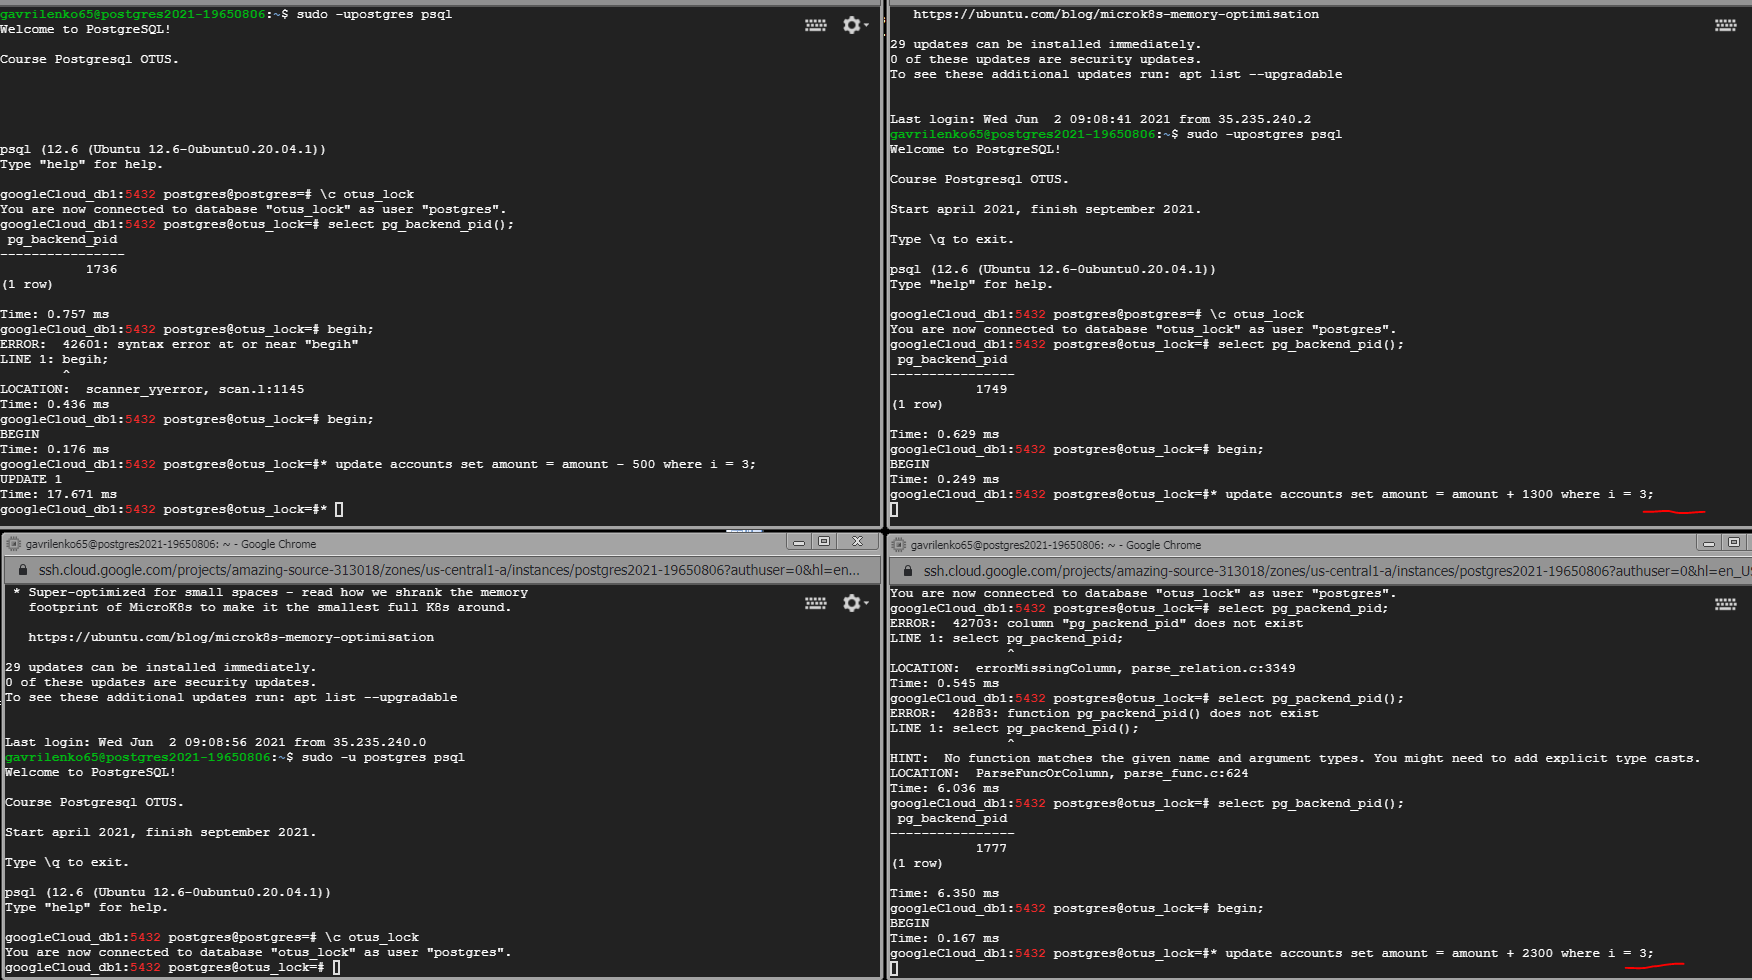 gavrilenko65@postgres2021-19650806:~$ sudo -upostgres psql
Welcome to PostgreSQL!
Course Postgresql OTUS.
psql (12.6 (Ubuntu 12.6-0ubuntu0.20.04.1))
Type "help" for help.
googleCloud_db1:5432 postgres@postgres=# \c otus_lock
You are now connected to database "otus_lock" as user "postgres".
googleCloud_db1:5432 postgres@otus_lock=# select pg_backend_pid();
pg_backend_pid
----------------
1736
(1 row)
Time: 0.757 ms
googleCloud_db1:5432 postgres@otus_lock=# begih;
ERROR:  42601: syntax error at or near "begih"
LINE 1: begih;
^
LOCATION:  scanner_yyerror, scan.l:1145
Time: 0.436 ms
googleCloud_db1:5432 postgres@otus_lock=# begin;
BEGIN
Time: 0.176 ms
googleCloud_db1:5432 postgres@otus_lock=#* update accounts set amount = amount - 500 where i = 3;
UPDATE 1
Time: 17.671 ms
googleCloud_db1:5432 postgres@otus_lock=#*
https://ubuntu.com/blog/microk8s-memory-optimisation
29 updates can be installed immediately.
0 of these updates are security updates.
To see these additional updates run: apt list --upgradable
Last login: Wed Jun  2 09:08:41 2021 from 35.235.240.2
gavrilenko65@postgres2021-19650806:~$ sudo -upostgres psql
Welcome to PostgreSQL!
Course Postgresql OTUS.
Start april 2021, finish september 2021.
Type \q to exit.
psql (12.6 (Ubuntu 12.6-0ubuntu0.20.04.1))
Type "help" for help.
googleCloud_db1:5432 postgres@postgres=# \c otus_lock
You are now connected to database "otus_lock" as user "postgres".
googleCloud_db1:5432 postgres@otus_lock=# select pg_backend_pid();
pg_backend_pid
----------------
1749
(1 row)
Time: 0.629 ms
googleCloud_db1:5432 postgres@otus_lock=# begin;
BEGIN
Time: 0.249 ms
googleCloud_db1:5432 postgres@otus_lock=#* update accounts set amount = amount + 1300 where i = 3;
gavrilenko65@postgres2021-19650806: ~ - Google Chrome
ssh.cloud.google.com/projects/amazing-source-313018/zones/us-central1-a/instances/postgres2021-19650806?authuser=0&hl=en...
* Super-optimized for small spaces - read how we shrank the memory
footprint of MicroK8s to make it the smallest full K8s around.
https://ubuntu.com/blog/microk8s-memory-optimisation
29 updates can be installed immediately.
0 of these updates are security updates.
To see these additional updates run: apt list --upgradable
Last login: Wed Jun  2 09:08:56 2021 from 35.235.240.0
gavrilenko65@postgres2021-19650806:~$ sudo -u postgres psql
Welcome to PostgreSQL!
Course Postgresql OTUS.
Start april 2021, finish september 2021.
Type \q to exit.
psql (12.6 (Ubuntu 12.6-0ubuntu0.20.04.1))
Type "help" for help.
googleCloud_db1:5432 postgres@postgres=# \c otus_lock
You are now connected to database "otus_lock" as user "postgres".
googleCloud_db1:5432 postgres@otus_lock=#
gavrilenko65@postgres2021-19650806: ~ - Google Chrome
ssh.cloud.google.com/projects/amazing-source-313018/zones/us-central1-a/instances/postgres2021-19650806?authuser=0&hl=en_US
You are now connected to database "otus_lock" as user "postgres".
googleCloud_db1:5432 postgres@otus_lock=# select pg_packend_pid;
ERROR:  42703: column "pg_packend_pid" does not exist
LINE 1: select pg_packend_pid;
^
LOCATION:  errorMissingColumn, parse_relation.c:3349
Time: 0.545 ms
googleCloud_db1:5432 postgres@otus_lock=# select pg_packend_pid();
ERROR:  42883: function pg_packend_pid() does not exist
LINE 1: select pg_packend_pid();
^
HINT:  No function matches the given name and argument types. You might need to add explicit type casts.
LOCATION:  ParseFuncOrColumn, parse_func.c:624
Time: 6.036 ms
googleCloud_db1:5432 postgres@otus_lock=# select pg_backend_pid();
pg_backend_pid
----------------
1777
(1 row)
Time: 6.350 ms
googleCloud_db1:5432 postgres@otus_lock=# begin;
BEGIN
Time: 0.167 ms
googleCloud_db1:5432 postgres@otus_lock=#* update accounts set amount = amount + 2300 where i = 3;